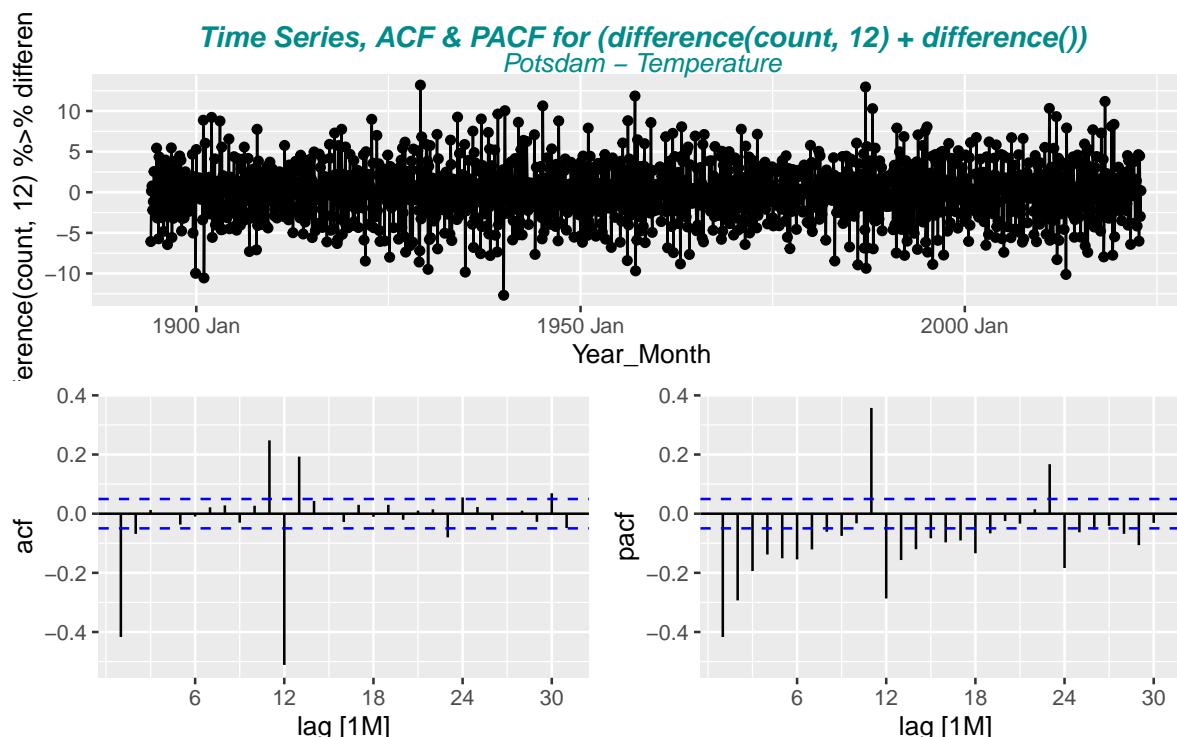 Time Series, ACF & PACF for (difference(count, 12) + difference())
Potsdam – Temperature
erence(count, 12) %>% differen
10
5
0
−5
−10
1900 Jan
1950 Jan
2000 Jan
Year_Month
acf
0.4
0.2
0.0
−0.2
−0.4
6
12
18
24
30
lag [1M]
pacf
0.4
0.2
0.0
−0.2
−0.4
6
12
18
24
30
lag [1M]